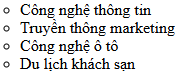 Công nghệ thông tin
Truyền thông marketing
Công nghệ ô tô
Du lịch khách sạn